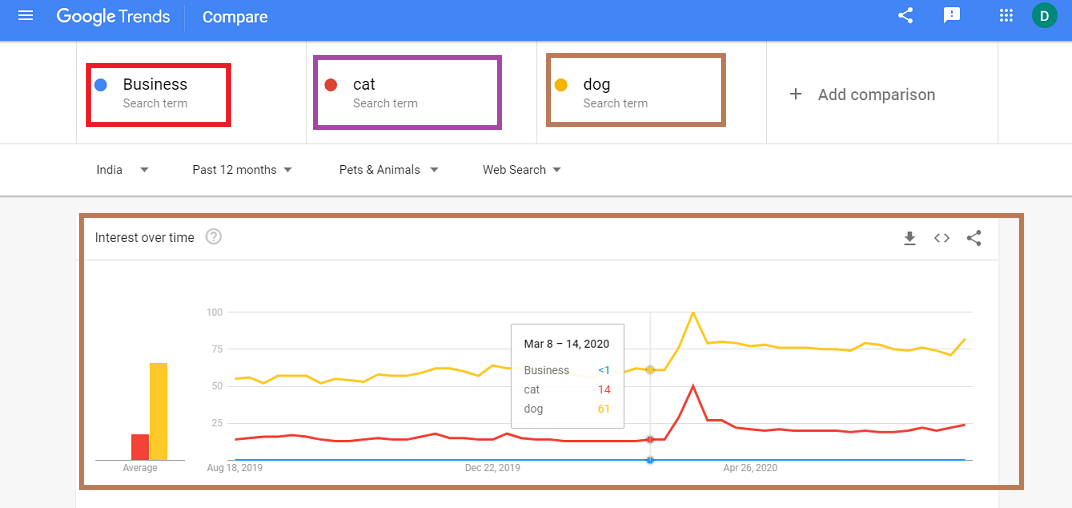 Google Trends Compare D
Business cat dog
Search term Search term Search term
+ Add comparison
India Past 12 months Pets & Animals Web Search
Interest over time ?
100
75
50
25
Mar 8 – 14, 2020
Business <1
cat 14
dog 61
Average Aug 18, 2019 Dec 22, 2019 Apr 26, 2020